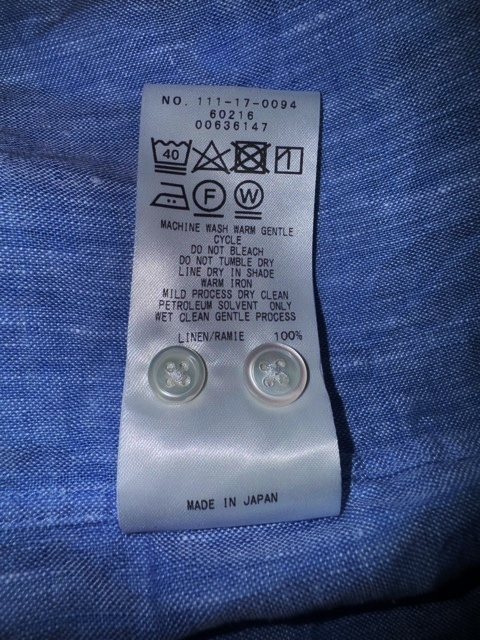 NO. 111-17-0094
60216
00636147
40
F W
MACHINE WASH WARM GENTLE
CYCLE
DO NOT BLEACH
DO NOT TUMBLE DRY
LINE DRY IN SHADE
WARM IRON
MILD PROCESS DRY CLEAN
PETROLEUM SOLVENT ONLY
WET CLEAN GENTLE PROCESS
LINEN/RAMIE 100%
MADE IN JAPAN